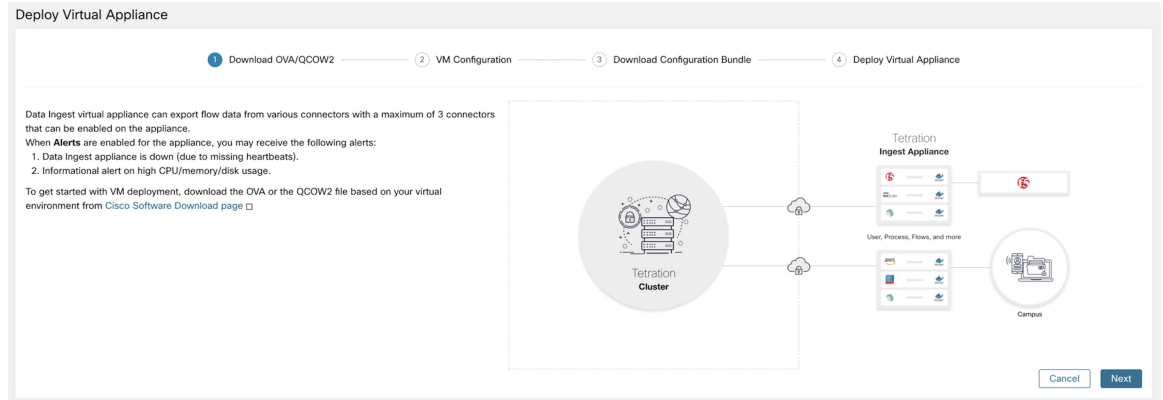 Deploy Virtual Appliance
1 Download OVA/QCOW2
2 VM Configuration
3 Download Configuration Bundle
4 Deploy Virtual Appliance
Data Ingest virtual appliance can export flow data from various connectors with a maximum of 3 connectors
that can be enabled on the appliance.
When Alerts are enabled for the appliance, you may receive the following alerts:
1. Data Ingest appliance is down (due to missing heartbeats).
2. Informational alert on high CPU/memory/disk usage.
To get started with VM deployment, download the OVA or the QCOW2 file based on your virtual
environment from Cisco Software Download page
Tetration
Cluster
Tetration
Ingest Appliance
User, Process, Flows, and more
aws
Campus
Cancel
Next